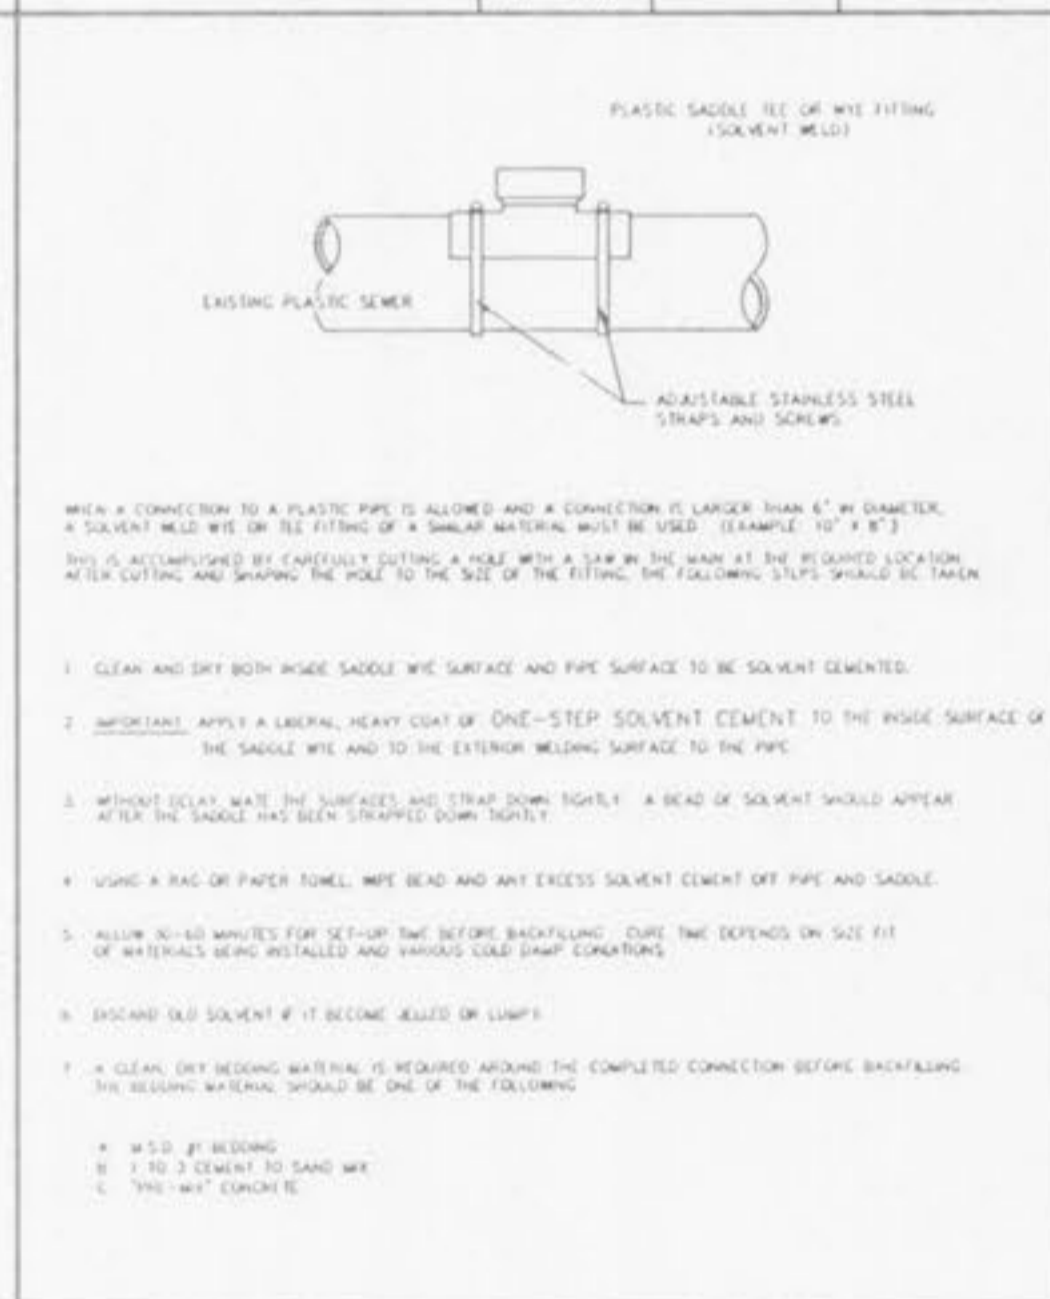 PLASTIC SADDLE TEE OR WYE FITTING
(SOLVENT WELD)
EXISTING PLASTIC SEWER
ADJUSTABLE STAINLESS STEEL
STRAPS AND SCREWS
WHEN A CONNECTION TO A PLASTIC PIPE IS ALLOWED AND A CONNECTION IS LARGER THAN 6" IN DIAMETER,
A SOLVENT WELD WYE OR TEE FITTING OF A SIMILAR MATERIAL MUST BE USED (EXAMPLE: 10" X 8")
THIS IS ACCOMPLISHED BY CAREFULLY CUTTING A HOLE WITH A SAW IN THE MAIN AT THE REQUIRED LOCATION
AFTER CUTTING AND SHAPING THE HOLE TO THE SIZE OF THE FITTING, THE FOLLOWING STEPS SHOULD BE TAKEN
1 CLEAN AND DRY BOTH INSIDE SADDLE WYE SURFACE AND PIPE SURFACE TO BE SOLVENT CEMENTED.
2 IMPORTANT APPLY A LIBERAL, HEAVY COAT OF ONE-STEP SOLVENT CEMENT TO THE INSIDE SURFACE OF
THE SADDLE WYE AND TO THE EXTERIOR WELDING SURFACE TO THE PIPE
3 WITHOUT DELAY, MATE THE SURFACES AND STRAP DOWN TIGHTLY A BEAD OF SOLVENT SHOULD APPEAR
AFTER THE SADDLE HAS BEEN STRAPPED DOWN TIGHTLY
4 USING A RAG OR PAPER TOWEL, WIPE BEAD AND ANY EXCESS SOLVENT CEMENT OFF PIPE AND SADDLE.
5 ALLOW 30-60 MINUTES FOR SET-UP TIME BEFORE BACKFILLING CURE TIME DEPENDS ON SIZE FIT
OF MATERIALS BEING INSTALLED AND VARIOUS COLD DAMP CONDITIONS
6 DISCARD OLD SOLVENT IF IT BECOME JELLED OR LUMPY
7 A CLEAN, DRY BEDDING MATERIAL IS REQUIRED AROUND THE COMPLETED CONNECTION BEFORE BACKFILLING
THE BEDDING MATERIAL SHOULD BE ONE OF THE FOLLOWING
A M.S.D. BEDDING
B 1 TO 3 CEMENT TO SAND MIX
C "PRE-MIX" CONCRETE